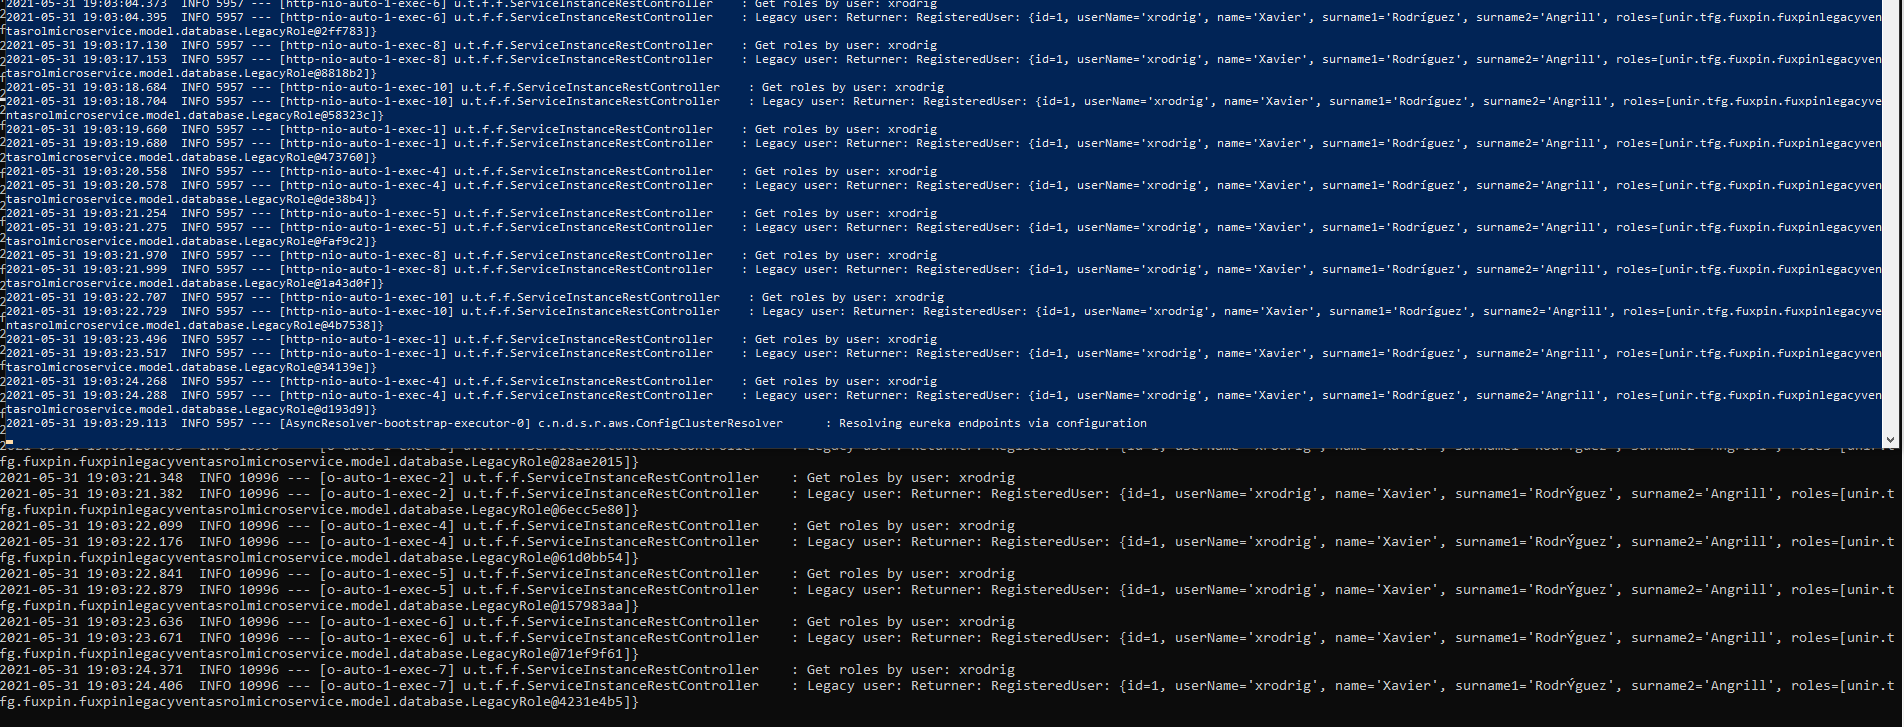 2021-05-31 19:03:04.373  INFO 5957 --- [http-nio-auto-1-exec-6] u.t.f.f.ServiceInstanceRestController    : Get roles by user: xrodrig
2021-05-31 19:03:04.395  INFO 5957 --- [http-nio-auto-1-exec-6] u.t.f.f.ServiceInstanceRestController    : Legacy user: Returner: RegisteredUser: {id=1, userName='xrodrig', name='Xavier', surname1='Rodríguez', surname2='Angrill', roles=[unir.tfg.fuxpin.fuxpinlegacyven
tasrolmicroservice.model.database.LegacyRole@2ff783]}
2021-05-31 19:03:17.130  INFO 5957 --- [http-nio-auto-1-exec-8] u.t.f.f.ServiceInstanceRestController    : Get roles by user: xrodrig
2021-05-31 19:03:17.153  INFO 5957 --- [http-nio-auto-1-exec-8] u.t.f.f.ServiceInstanceRestController    : Legacy user: Returner: RegisteredUser: {id=1, userName='xrodrig', name='Xavier', surname1='Rodríguez', surname2='Angrill', roles=[unir.tfg.fuxpin.fuxpinlegacyven
tasrolmicroservice.model.database.LegacyRole@8818b2]}
2021-05-31 19:03:18.684  INFO 5957 --- [http-nio-auto-1-exec-10] u.t.f.f.ServiceInstanceRestController    : Get roles by user: xrodrig
2021-05-31 19:03:18.704  INFO 5957 --- [http-nio-auto-1-exec-10] u.t.f.f.ServiceInstanceRestController    : Legacy user: Returner: RegisteredUser: {id=1, userName='xrodrig', name='Xavier', surname1='Rodríguez', surname2='Angrill', roles=[unir.tfg.fuxpin.fuxpinlegacyve
ntasrolmicroservice.model.database.LegacyRole@58323c]}
2021-05-31 19:03:19.660  INFO 5957 --- [http-nio-auto-1-exec-1] u.t.f.f.ServiceInstanceRestController    : Get roles by user: xrodrig
2021-05-31 19:03:19.680  INFO 5957 --- [http-nio-auto-1-exec-1] u.t.f.f.ServiceInstanceRestController    : Legacy user: Returner: RegisteredUser: {id=1, userName='xrodrig', name='Xavier', surname1='Rodríguez', surname2='Angrill', roles=[unir.tfg.fuxpin.fuxpinlegacyven
tasrolmicroservice.model.database.LegacyRole@473760]}
2021-05-31 19:03:20.558  INFO 5957 --- [http-nio-auto-1-exec-4] u.t.f.f.ServiceInstanceRestController    : Get roles by user: xrodrig
2021-05-31 19:03:20.578  INFO 5957 --- [http-nio-auto-1-exec-4] u.t.f.f.ServiceInstanceRestController    : Legacy user: Returner: RegisteredUser: {id=1, userName='xrodrig', name='Xavier', surname1='Rodríguez', surname2='Angrill', roles=[unir.tfg.fuxpin.fuxpinlegacyven
tasrolmicroservice.model.database.LegacyRole@de38b4]}
2021-05-31 19:03:21.254  INFO 5957 --- [http-nio-auto-1-exec-5] u.t.f.f.ServiceInstanceRestController    : Get roles by user: xrodrig
2021-05-31 19:03:21.275  INFO 5957 --- [http-nio-auto-1-exec-5] u.t.f.f.ServiceInstanceRestController    : Legacy user: Returner: RegisteredUser: {id=1, userName='xrodrig', name='Xavier', surname1='Rodríguez', surname2='Angrill', roles=[unir.tfg.fuxpin.fuxpinlegacyven
tasrolmicroservice.model.database.LegacyRole@faf9c2]}
2021-05-31 19:03:21.970  INFO 5957 --- [http-nio-auto-1-exec-8] u.t.f.f.ServiceInstanceRestController    : Get roles by user: xrodrig
2021-05-31 19:03:21.999  INFO 5957 --- [http-nio-auto-1-exec-8] u.t.f.f.ServiceInstanceRestController    : Legacy user: Returner: RegisteredUser: {id=1, userName='xrodrig', name='Xavier', surname1='Rodríguez', surname2='Angrill', roles=[unir.tfg.fuxpin.fuxpinlegacyven
tasrolmicroservice.model.database.LegacyRole@1a43d0f]}
2021-05-31 19:03:22.707  INFO 5957 --- [http-nio-auto-1-exec-10] u.t.f.f.ServiceInstanceRestController    : Get roles by user: xrodrig
2021-05-31 19:03:22.729  INFO 5957 --- [http-nio-auto-1-exec-10] u.t.f.f.ServiceInstanceRestController    : Legacy user: Returner: RegisteredUser: {id=1, userName='xrodrig', name='Xavier', surname1='Rodríguez', surname2='Angrill', roles=[unir.tfg.fuxpin.fuxpinlegacyve
ntasrolmicroservice.model.database.LegacyRole@4b7538]}
2021-05-31 19:03:23.496  INFO 5957 --- [http-nio-auto-1-exec-1] u.t.f.f.ServiceInstanceRestController    : Get roles by user: xrodrig
2021-05-31 19:03:23.517  INFO 5957 --- [http-nio-auto-1-exec-1] u.t.f.f.ServiceInstanceRestController    : Legacy user: Returner: RegisteredUser: {id=1, userName='xrodrig', name='Xavier', surname1='Rodríguez', surname2='Angrill', roles=[unir.tfg.fuxpin.fuxpinlegacyven
tasrolmicroservice.model.database.LegacyRole@34139e]}
2021-05-31 19:03:24.268  INFO 5957 --- [http-nio-auto-1-exec-4] u.t.f.f.ServiceInstanceRestController    : Get roles by user: xrodrig
2021-05-31 19:03:24.288  INFO 5957 --- [http-nio-auto-1-exec-4] u.t.f.f.ServiceInstanceRestController    : Legacy user: Returner: RegisteredUser: {id=1, userName='xrodrig', name='Xavier', surname1='Rodríguez', surname2='Angrill', roles=[unir.tfg.fuxpin.fuxpinlegacyven
tasrolmicroservice.model.database.LegacyRole@d193d9]}
2021-05-31 19:03:29.113  INFO 5957 --- [AsyncResolver-bootstrap-executor-0] c.n.d.s.r.aws.ConfigClusterResolver      : Resolving eureka endpoints via configuration
fg.fuxpin.fuxpinlegacyventasrolmicroservice.model.database.LegacyRole@28ae2015]}
2021-05-31 19:03:21.348  INFO 10996 --- [o-auto-1-exec-2] u.t.f.f.ServiceInstanceRestController    : Get roles by user: xrodrig
2021-05-31 19:03:21.382  INFO 10996 --- [o-auto-1-exec-2] u.t.f.f.ServiceInstanceRestController    : Legacy user: Returner: RegisteredUser: {id=1, userName='xrodrig', name='Xavier', surname1='RodrÝguez', surname2='Angrill', roles=[unir.t
fg.fuxpin.fuxpinlegacyventasrolmicroservice.model.database.LegacyRole@6ecc5e80]}
2021-05-31 19:03:22.099  INFO 10996 --- [o-auto-1-exec-4] u.t.f.f.ServiceInstanceRestController    : Get roles by user: xrodrig
2021-05-31 19:03:22.176  INFO 10996 --- [o-auto-1-exec-4] u.t.f.f.ServiceInstanceRestController    : Legacy user: Returner: RegisteredUser: {id=1, userName='xrodrig', name='Xavier', surname1='RodrÝguez', surname2='Angrill', roles=[unir.t
fg.fuxpin.fuxpinlegacyventasrolmicroservice.model.database.LegacyRole@61d0bb54]}
2021-05-31 19:03:22.841  INFO 10996 --- [o-auto-1-exec-5] u.t.f.f.ServiceInstanceRestController    : Get roles by user: xrodrig
2021-05-31 19:03:22.879  INFO 10996 --- [o-auto-1-exec-5] u.t.f.f.ServiceInstanceRestController    : Legacy user: Returner: RegisteredUser: {id=1, userName='xrodrig', name='Xavier', surname1='RodrÝguez', surname2='Angrill', roles=[unir.t
fg.fuxpin.fuxpinlegacyventasrolmicroservice.model.database.LegacyRole@157983aa]}
2021-05-31 19:03:23.636  INFO 10996 --- [o-auto-1-exec-6] u.t.f.f.ServiceInstanceRestController    : Get roles by user: xrodrig
2021-05-31 19:03:23.671  INFO 10996 --- [o-auto-1-exec-6] u.t.f.f.ServiceInstanceRestController    : Legacy user: Returner: RegisteredUser: {id=1, userName='xrodrig', name='Xavier', surname1='RodrÝguez', surname2='Angrill', roles=[unir.t
fg.fuxpin.fuxpinlegacyventasrolmicroservice.model.database.LegacyRole@71ef9f61]}
2021-05-31 19:03:24.371  INFO 10996 --- [o-auto-1-exec-7] u.t.f.f.ServiceInstanceRestController    : Get roles by user: xrodrig
2021-05-31 19:03:24.406  INFO 10996 --- [o-auto-1-exec-7] u.t.f.f.ServiceInstanceRestController    : Legacy user: Returner: RegisteredUser: {id=1, userName='xrodrig', name='Xavier', surname1='RodrÝguez', surname2='Angrill', roles=[unir.t
fg.fuxpin.fuxpinlegacyventasrolmicroservice.model.database.LegacyRole@4231e4b5]}